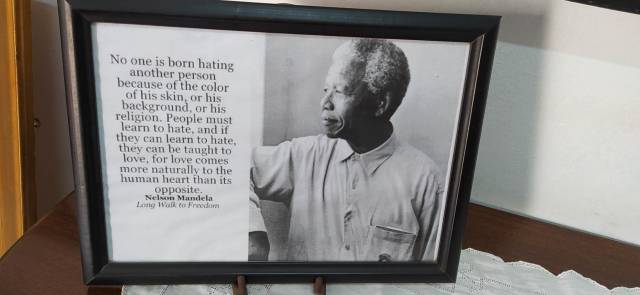 No one is born hating
another person
because of the color
of his skin, or his
background, or his
religion. People must
learn to hate, and if
they can learn to hate,
they can be taught to
love, for love comes
more naturally to the
human heart than its
opposite.
Nelson Mandela
Long Walk to Freedom